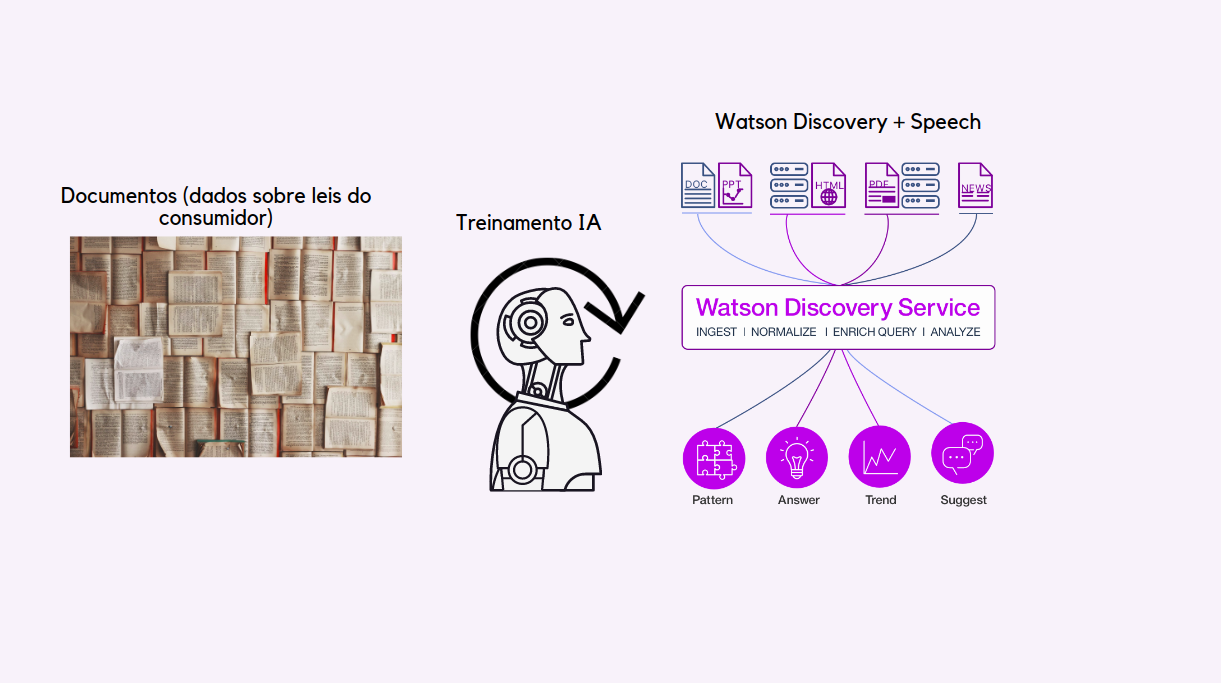 Documentos (dados sobre leis do
consumidor)
Treinamento IA
Watson Discovery + Speech
DOC
PPT
HTML
PDF
NEWS
Watson Discovery Service
INGEST | NORMALIZE | ENRICH QUERY | ANALYZE
Pattern
Answer
Trend
Suggest